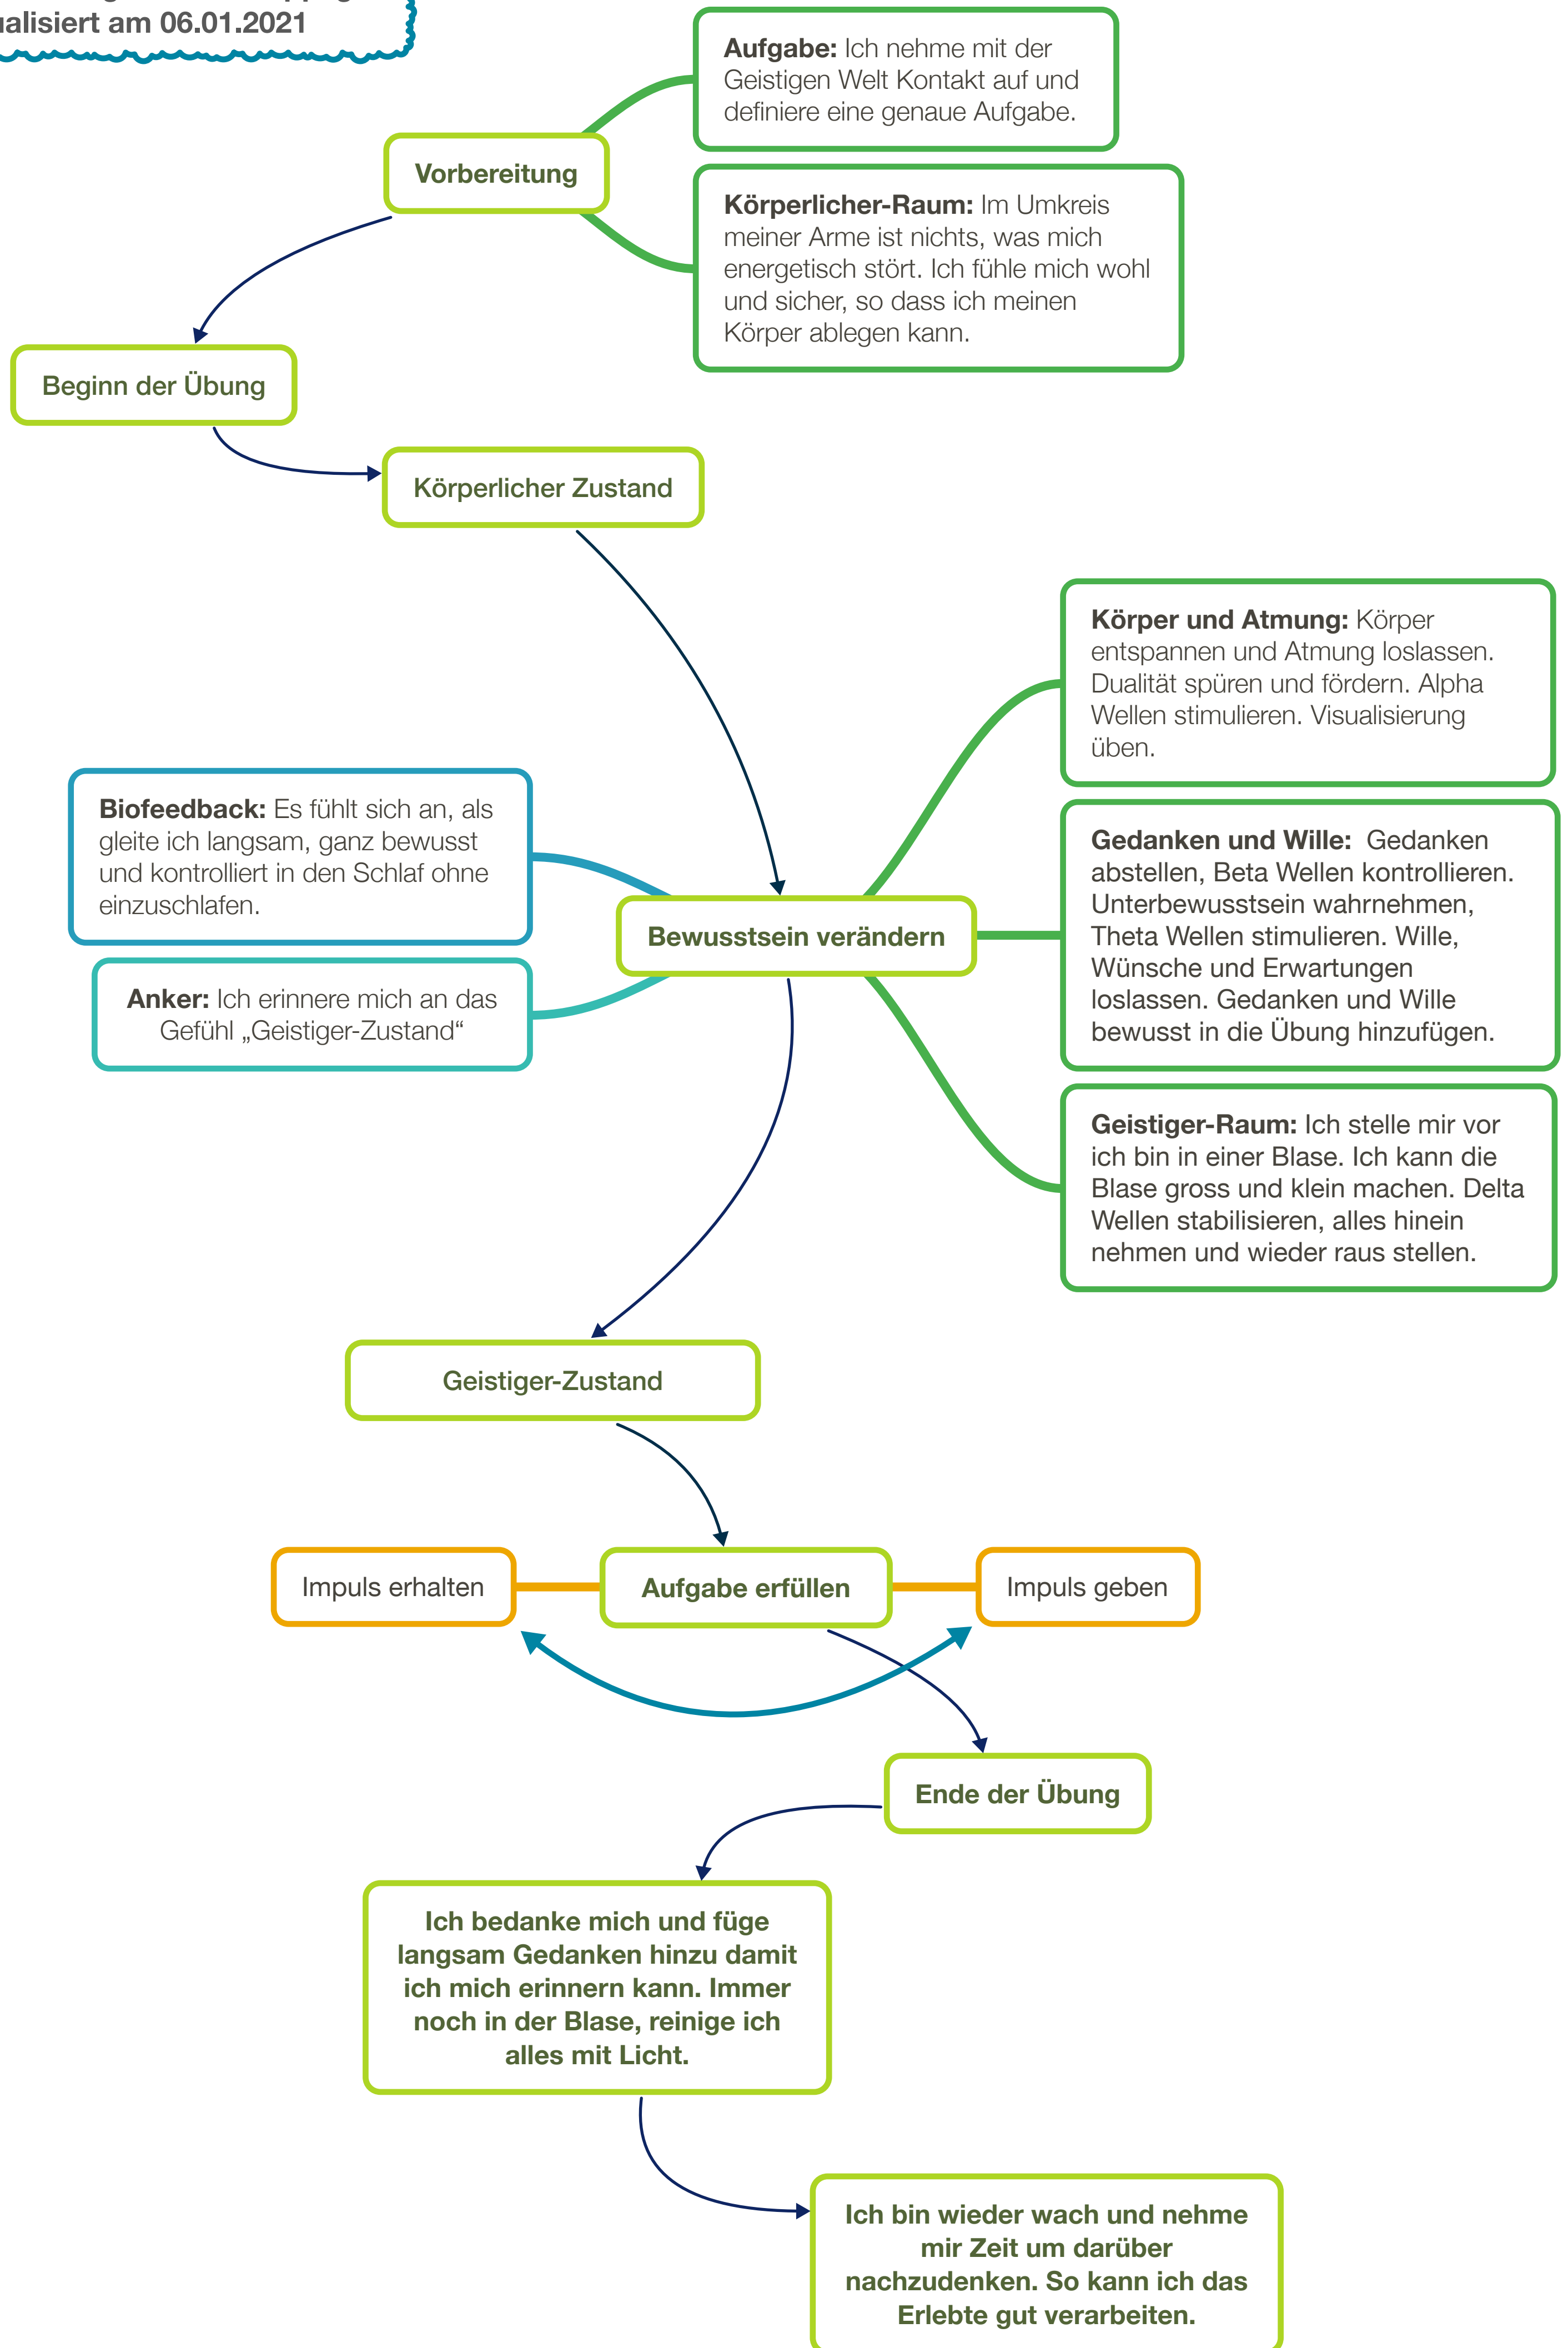 ualisiert am 06.01.2021
Aufgabe: Ich nehme mit der
Geistigen Welt Kontakt auf und
definiere eine genaue Aufgabe.
Vorbereitung
Körperlicher-Raum: Im Umkreis
meiner Arme ist nichts, was mich
energetisch stört. Ich fühle mich wohl
und sicher, so dass ich meinen
Körper ablegen kann.
Beginn der Übung
Körperlicher Zustand
Körper und Atmung: Körper
entspannen und Atmung loslassen.
Dualität spüren und fördern. Alpha
Wellen stimulieren. Visualisierung
üben.
Biofeedback: Es fühlt sich an, als
gleite ich langsam, ganz bewusst
und kontrolliert in den Schlaf ohne
einzuschlafen.
Gedanken und Wille:  Gedanken
abstellen, Beta Wellen kontrollieren.
Unterbewusstsein wahrnehmen,
Theta Wellen stimulieren. Wille,
Wünsche und Erwartungen
loslassen. Gedanken und Wille
bewusst in die Übung hinzufügen.
Bewusstsein verändern
Anker: Ich erinnere mich an das
Gefühl „Geistiger-Zustand“
Geistiger-Raum: Ich stelle mir vor
ich bin in einer Blase. Ich kann die
Blase gross und klein machen. Delta
Wellen stabilisieren, alles hinein
nehmen und wieder raus stellen.
Geistiger-Zustand
Impuls erhalten
Aufgabe erfüllen
Impuls geben
Ende der Übung
Ich bedanke mich und füge
langsam Gedanken hinzu damit
ich mich erinnern kann. Immer
noch in der Blase, reinige ich
alles mit Licht.
Ich bin wieder wach und nehme
mir Zeit um darüber
nachzudenken. So kann ich das
Erlebte gut verarbeiten.